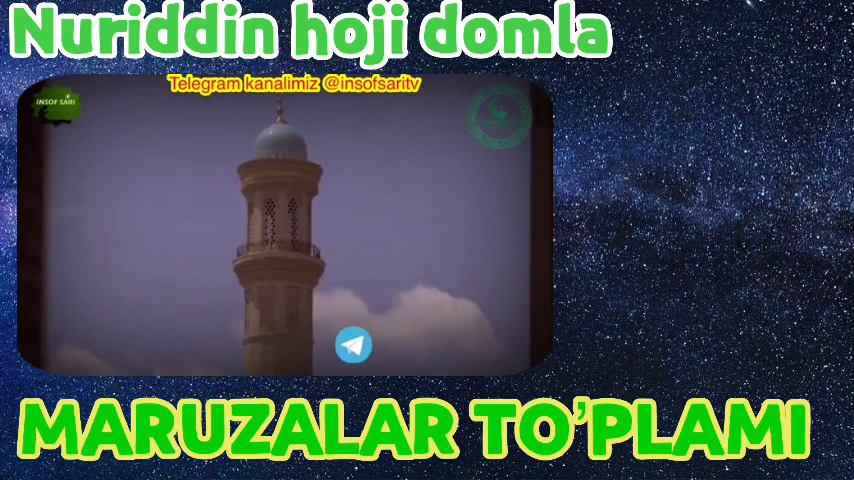 Nuriddin hoji domla
Telegram kanalimiz @insofsaritv
INSOF SARI
MARUZALAR TO’PLAMI